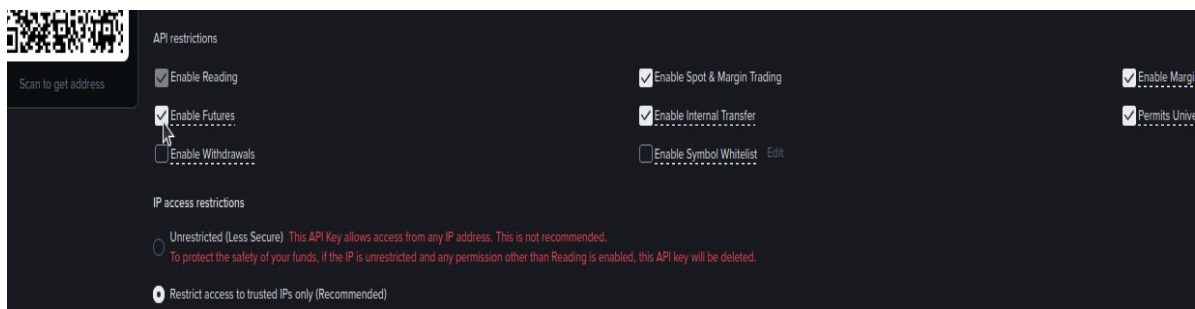 API restrictions
Scan to get address
Enable Reading
Enable Spot & Margin Trading
Enable Futures
Enable Internal Transfer
Enable Withdrawals
Enable Symbol Whitelist Edit
IP access restrictions
Unrestricted (Less Secure) This API Key allows access from any IP address. This is not recommended.
To protect the safety of your funds, if the IP is unrestricted and any permission other than Reading is enabled, this API key will be deleted.
Restrict access to trusted IPs only (Recommended)